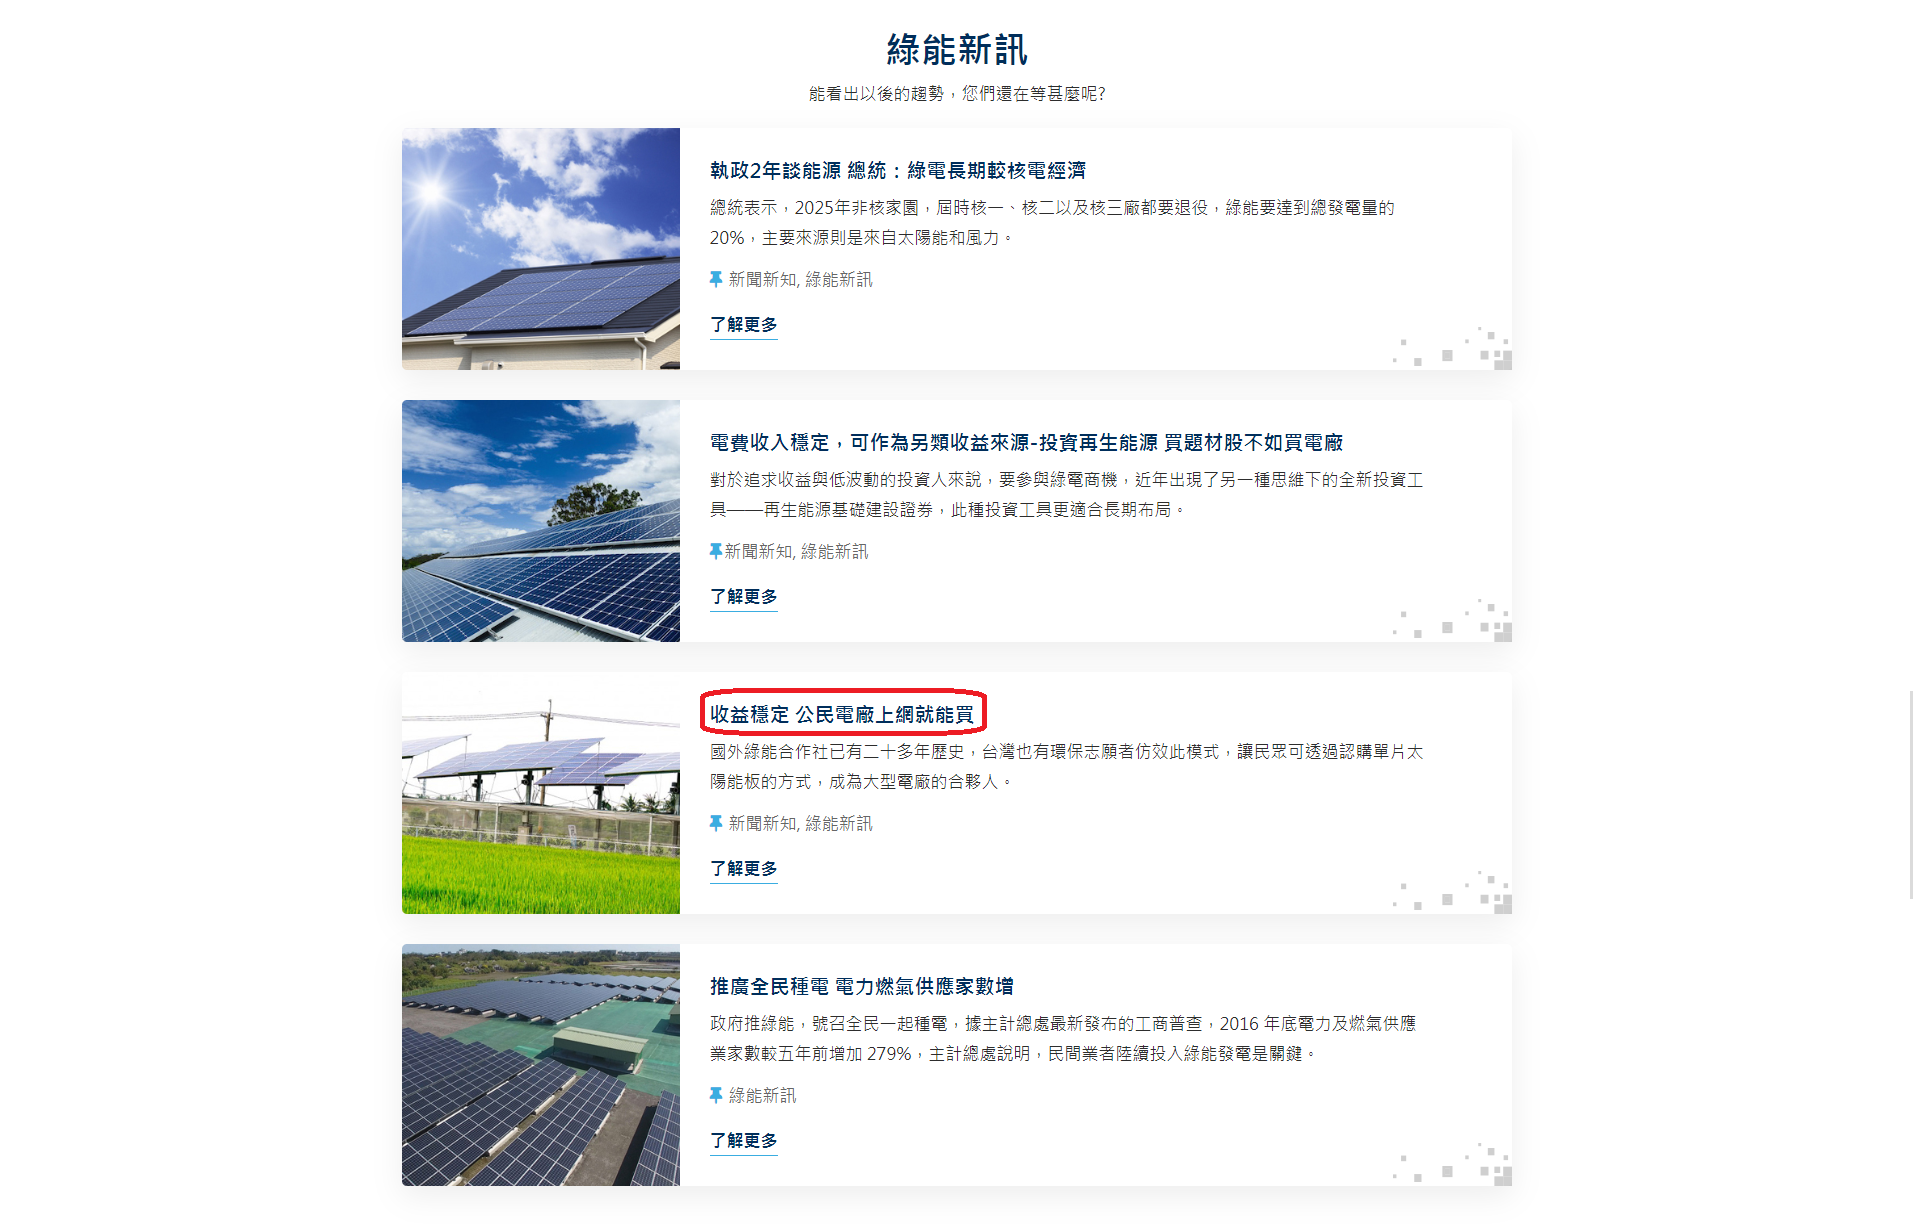 綠能新訊
能看出以後的趨勢，您們還在等甚麼呢?
執政2年談能源 總統：綠電長期較核電經濟
總統表示，2025年非核家園，屆時核一、核二以及核三廠都要退役，綠能要達到總發電量的
20%，主要來源則是來自太陽能和風力。
新聞新知, 綠能新訊
了解更多
電費收入穩定，可作為另類收益來源-投資再生能源 買題材股不如買電廠
對於追求收益與低波動的投資人來說，要參與綠電商機，近年出現了另一種思維下的全新投資工
具——再生能源基礎建設證券，此種投資工具更適合長期布局。
新聞新知, 綠能新訊
了解更多
收益穩定 公民電廠上網就能買
國外綠能合作社已有二十多年歷史，台灣也有環保志願者仿效此模式，讓民眾可透過認購單片太
陽能板的方式，成為大型電廠的合夥人。
新聞新知, 綠能新訊
了解更多
推廣全民種電 電力燃氣供應家數增
政府推綠能，號召全民一起種電，據主計總處最新發布的工商普查，2016 年底電力及燃氣供應
業家數較五年前增加 279%，主計總處說明，民間業者陸續投入綠能發電是關鍵。
綠能新訊
了解更多